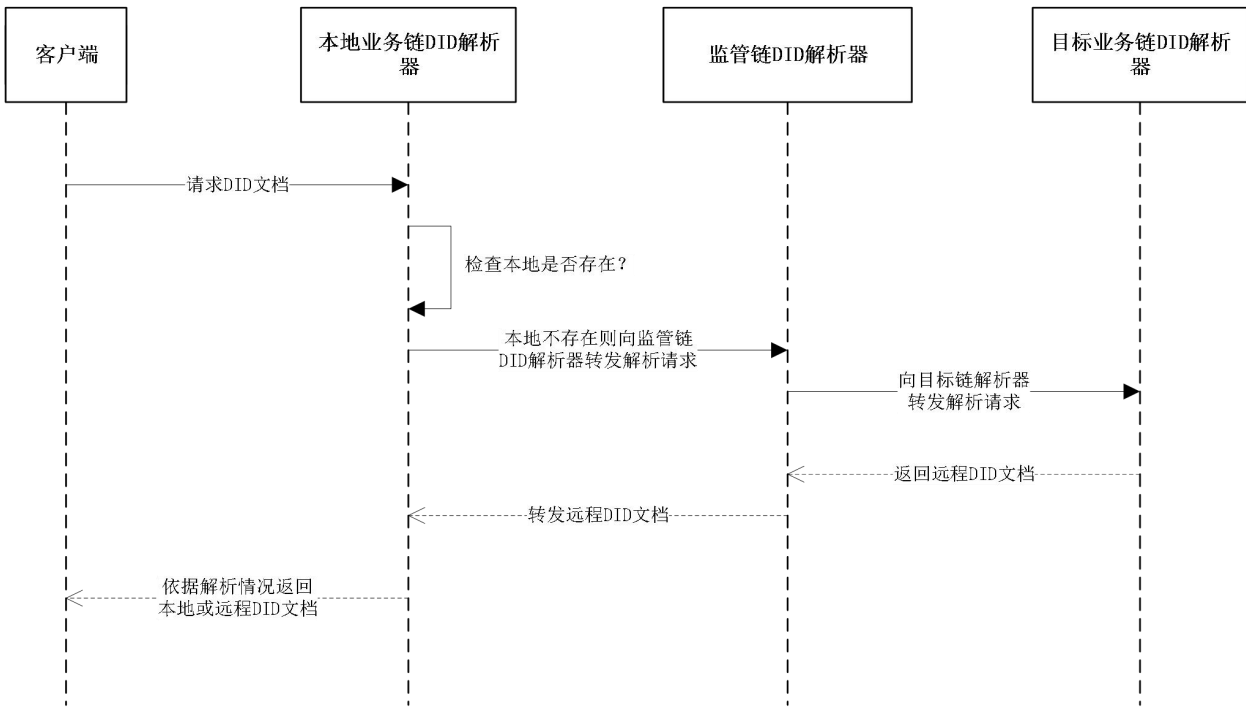 客户端
本地业务链DID解析
器
监管链DID解析器
目标业务链DID解析
器
请求DID文档
检查本地是否存在？
本地不存在则向监管链
DID解析器转发解析请求
向目标链解析器
转发解析请求
返回远程DID文档
转发远程DID文档
依据解析情况返回
本地或远程DID文档